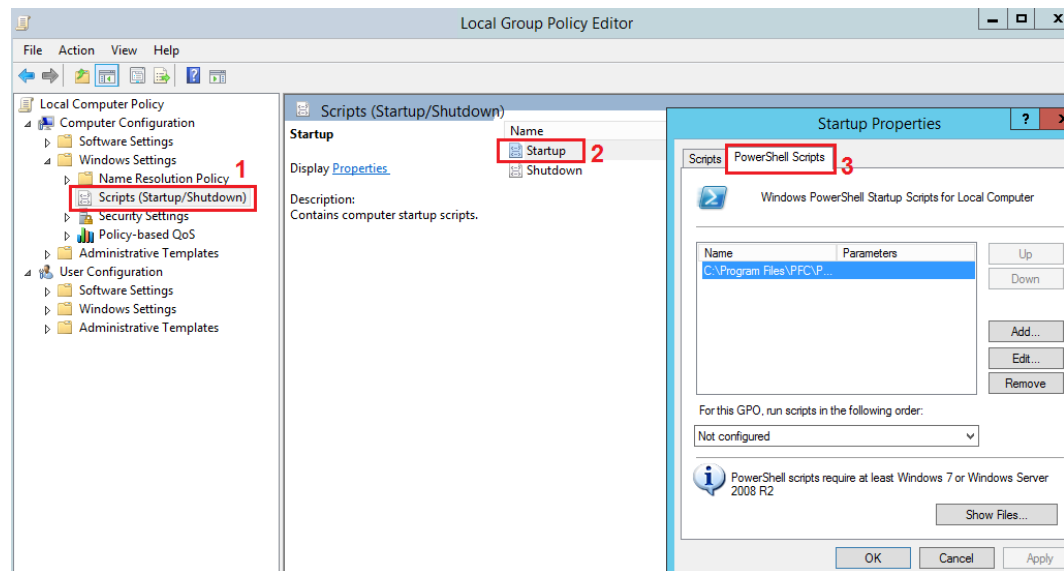 Local Group Policy Editor
File Action View Help
Local Computer Policy
Computer Configuration
Software Settings
Windows Settings
1
Name Resolution Policy
Scripts (Startup/Shutdown)
Security Settings
Policy-based QoS
Administrative Templates
User Configuration
Software Settings
Windows Settings
Administrative Templates
Scripts (Startup/Shutdown)
Startup
Display Properties
Description:
Contains computer startup scripts.
Name
Startup 2
Shutdown
Startup Properties
Scripts PowerShell Scripts 3
Windows PowerShell Startup Scripts for Local Computer
Name Parameters
C:\Program Files\PFC\P...
Up
Down
Add...
Edit...
Remove
For this GPO, run scripts in the following order:
Not configured
PowerShell scripts require at least Windows 7 or Windows Server
2008 R2
Show Files...
OK Cancel Apply